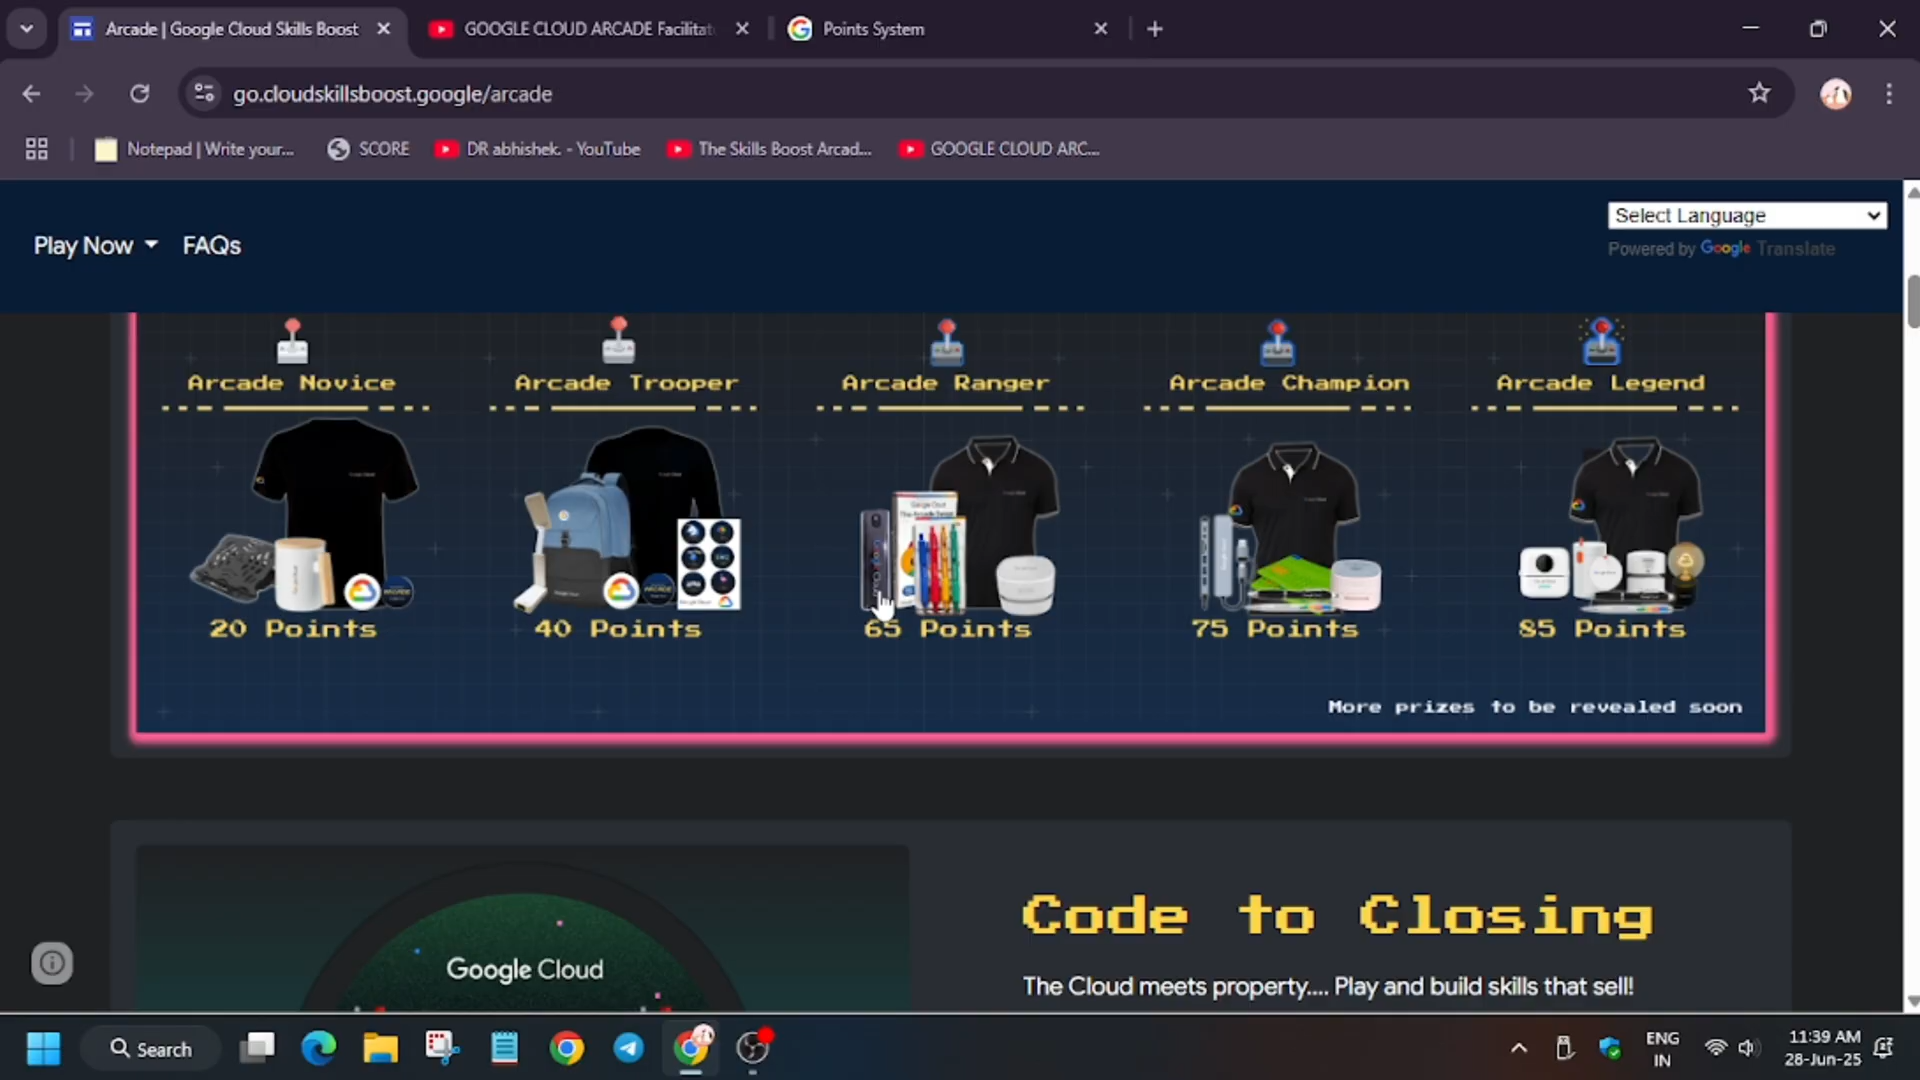 Arcade | Google Cloud Skills Boost
GOOGLE CLOUD ARCADE Facilitat
Points System
go.cloudskillsboost.google/arcade
Notepad | Write your...
SCORE
DR abhishek. - YouTube
The Skills Boost Arcad...
GOOGLE CLOUD ARC...
Play Now
FAQs
Select Language
Powered by Google Translate
Arcade Novice
Arcade Trooper
Arcade Ranger
Arcade Champion
Arcade Legend
20 Points
40 Points
65 Points
75 Points
85 Points
More prizes to be revealed soon
Google Cloud
Code to Closing
The Cloud meets property.... Play and build skills that sell!
Search
ENG
IN
11:39 AM
28-Jun-25